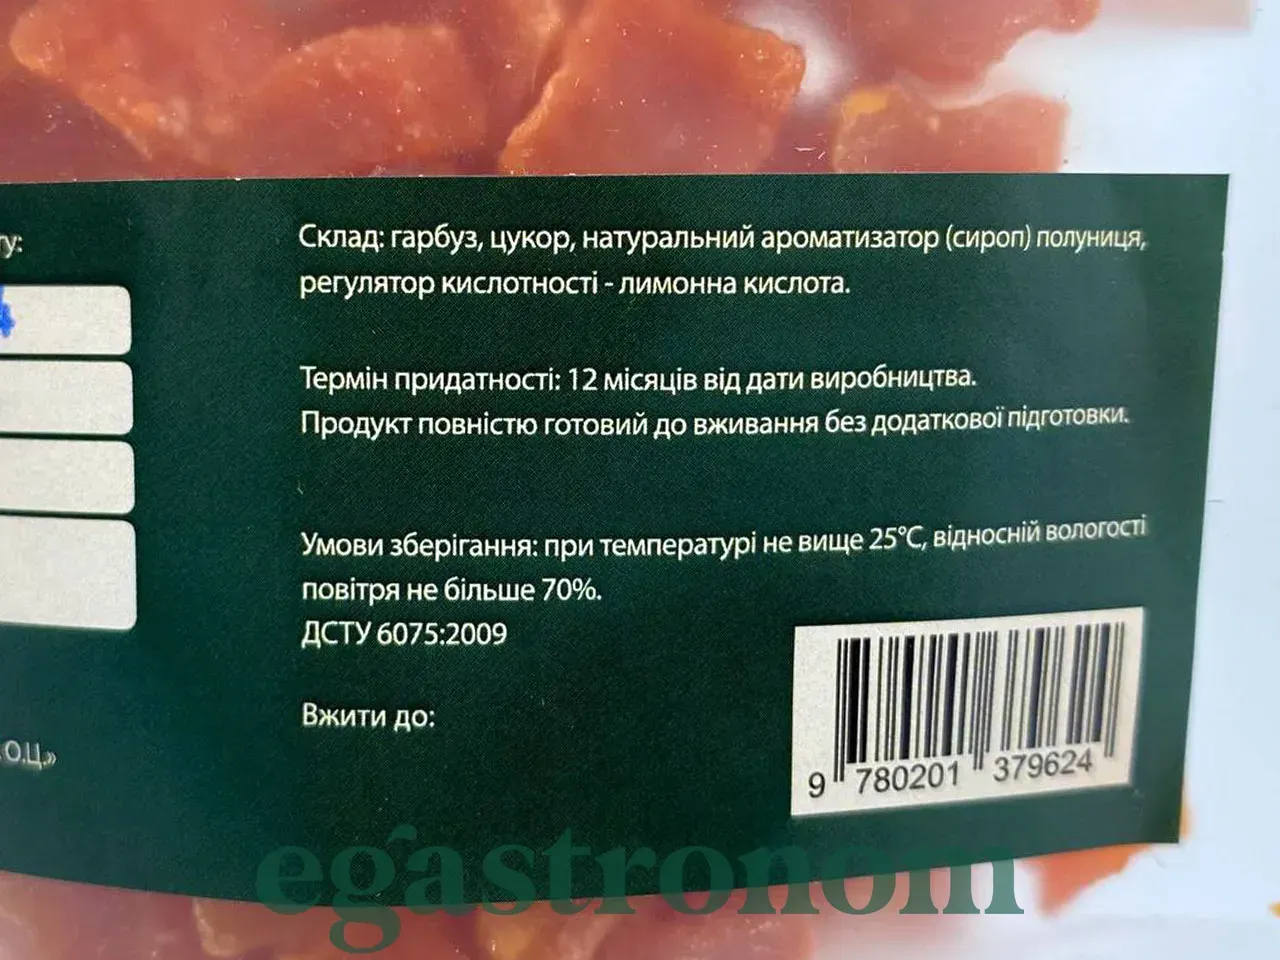 ту:
4
Склад: гарбуз, цукор, натуральний ароматизатор (сироп) полуниця,
регулятор кислотності - лимонна кислота.
Термін придатності: 12 місяців від дати виробництва.
Продукт повністю готовий до вживання без додаткової підготовки.
Умови зберігання: при температурі не вище 25°C, відносній вологості
повітря не більше 70%.
ДСТУ 6075:2009
Вжити до:
О.Ц.»
9 780201 379624
egastronom